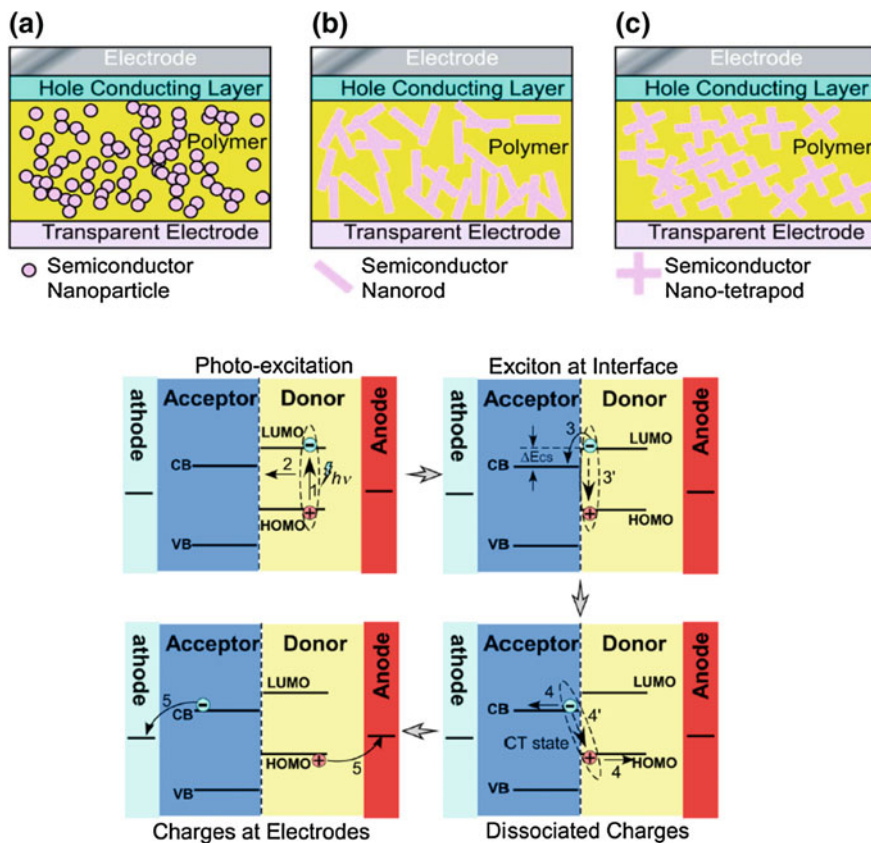 (a)
Electrode
Hole Conducting Layer
Polymer
Transparent Electrode
Semiconductor
Nanoparticle
(b)
Electrode
Hole Conducting Layer
Polymer
Transparent Electrode
Semiconductor
Nanorod
(c)
Electrode
Hole Conducting Layer
Polymer
Transparent Electrode
Semiconductor
Nano-tetrapod
Photo-excitation
athode
Acceptor
Donor
Anode
LUMO
CB
2
1
hν
HOMO
VB
Exciton at Interface
athode
Acceptor
Donor
Anode
3
LUMO
ΔEcs
CB
3'
HOMO
VB
athode
Acceptor
Donor
Anode
5
LUMO
CB
HOMO
5
VB
Charges at Electrodes
athode
Acceptor
Donor
Anode
LUMO
4
CB
4'
CT state
HOMO
4
VB
Dissociated Charges